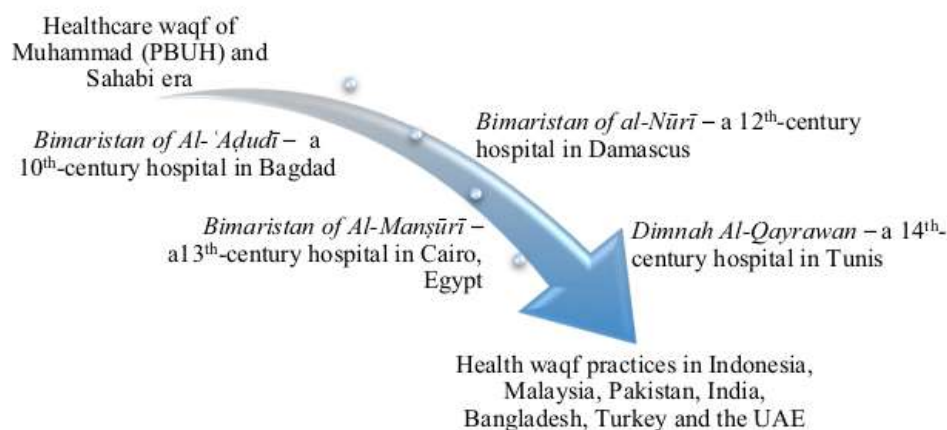 Healthcare waqf of
Muhammad (PBUH) and
Sahabi era
Bimaristan of Al-ʿAḍudī – a
10th-century hospital in Bagdad
Bimaristan of al-Nūrī – a 12th-century
hospital in Damascus
Bimaristan of Al-Manṣūrī –
a13th-century hospital in Cairo,
Egypt
Dimnah Al-Qayrawan – a 14th-
century hospital in Tunis
Health waqf practices in Indonesia,
Malaysia, Pakistan, India,
Bangladesh, Turkey and the UAE